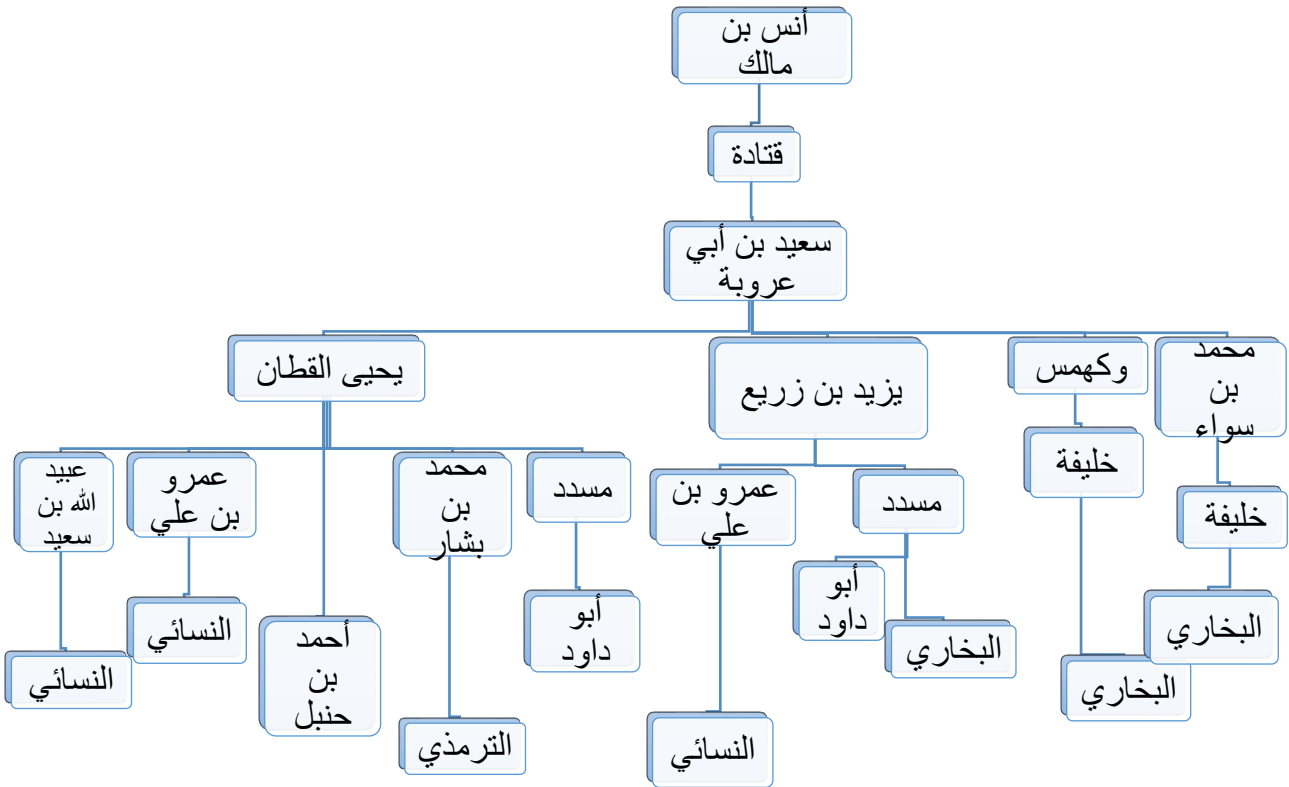 أنس بن
مالك
قتادة
سعيد بن أبي
عروبة
محمد
بن
سواء
وكهمس
يزيد بن زريع
يحيى القطان
خليفة
خليفة
مسدد
عمرو بن
علي
مسدد
محمد
بن
بشار
عمرو
بن علي
عبيد
الله بن
سعيد
البخاري
البخاري
البخاري
أبو
داود
النسائي
أبو
داود
الترمذي
أحمد
بن
حنبل
النسائي
النسائي